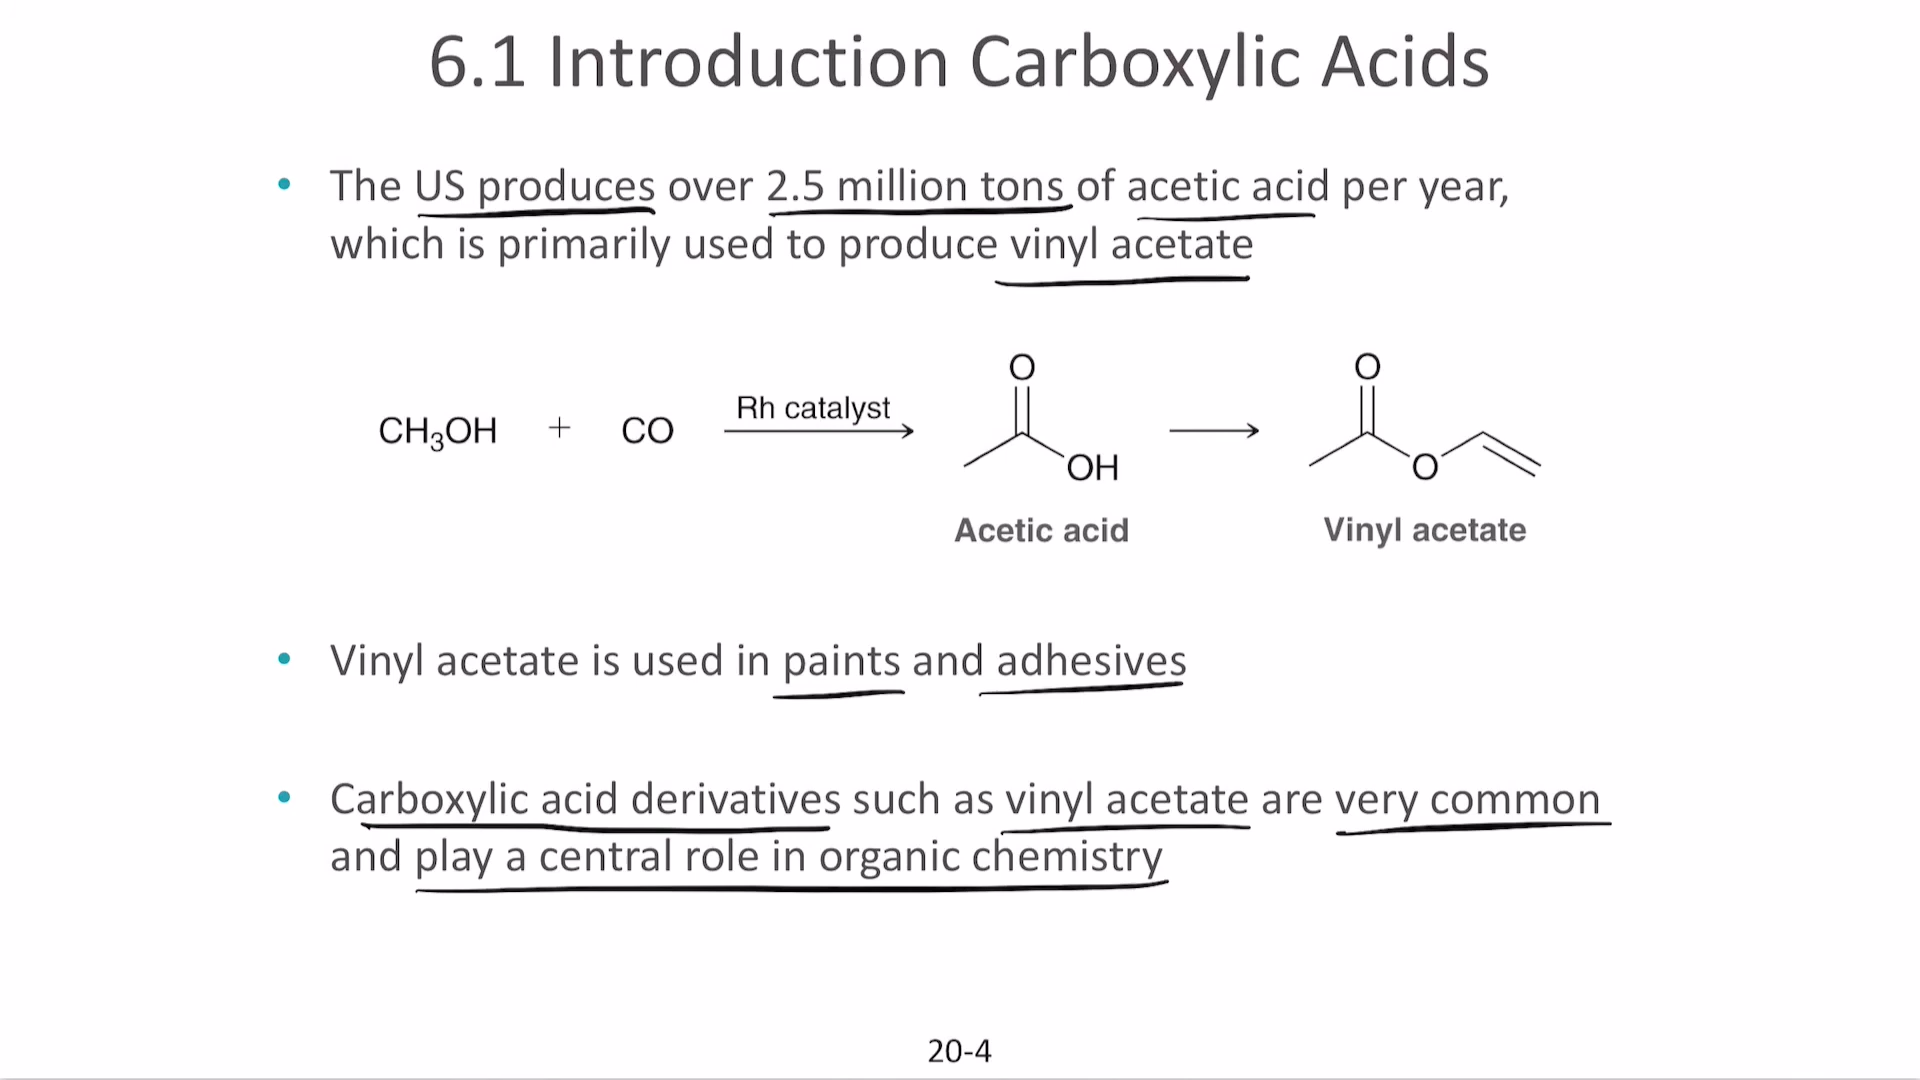 6.1 Introduction Carboxylic Acids
• The US produces over 2.5 million tons of acetic acid per year,
which is primarily used to produce vinyl acetate
CH₃OH + CO Rh catalyst O OH O O
Acetic acid Vinyl acetate
• Vinyl acetate is used in paints and adhesives
• Carboxylic acid derivatives such as vinyl acetate are very common
and play a central role in organic chemistry
20-4